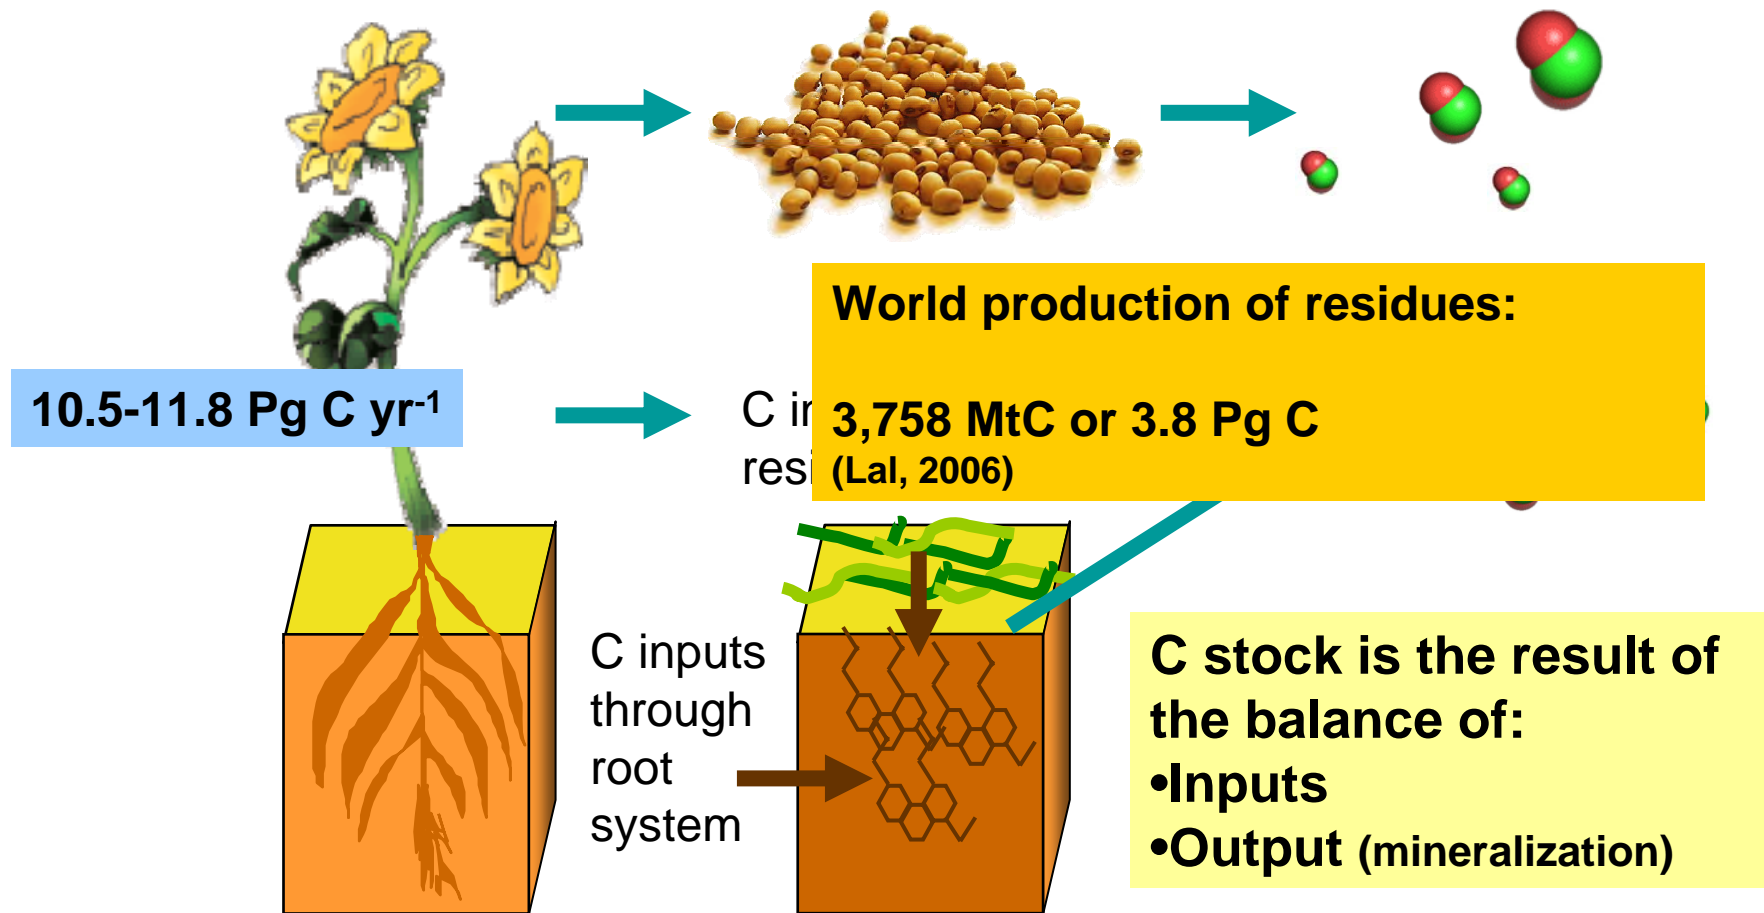 World production of residues:
10.5-11.8 Pg C yr-1
C
3,758 MtC or 3.8 Pg C
(Lal, 2006)
C inputs
through
root
system
C stock is the result of
the balance of:
•Inputs
•Output (mineralization)